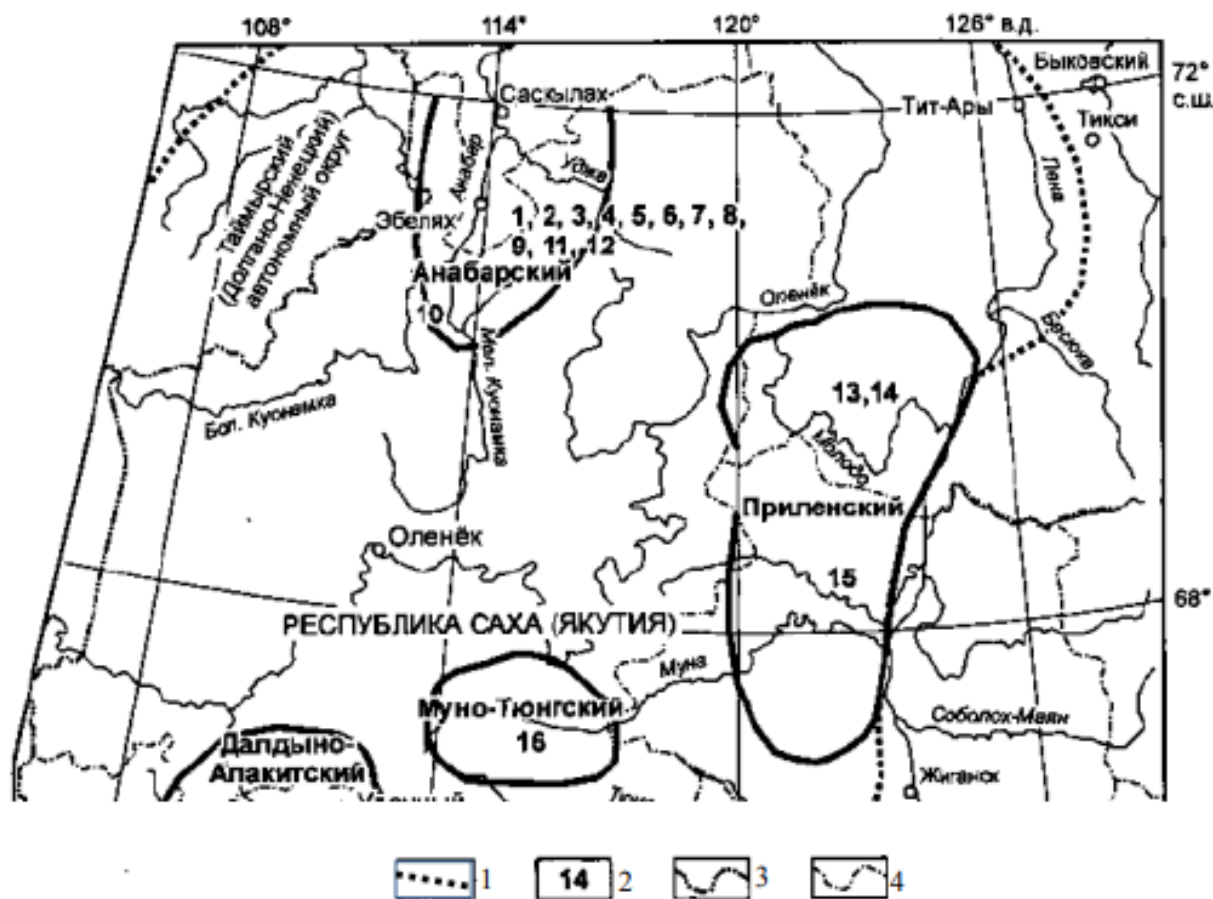 108°
114°
120°
126° в.д.
Быковский
72°
с.ш.
Саскылах
Тит-Ары
Тикси
Таймырский
(Долгано-Ненецкий)
автономный округ
Анабар
Уджа
Лена
Эбелях
1, 2, 3, 4, 5, 6, 7, 8,
9, 11, 12
Анабарский
10
Оленёк
Мал. Куонамка
Бол. Куонамка
13,14
Молодо
Приленский
Оленёк
15
68°
РЕСПУБЛИКА САХА (ЯКУТИЯ)
Муна
Муно-Тюнгский
16
Соболох-Маян
Далдыно-
Алакитский
Жиганск
1
14
2
3
4